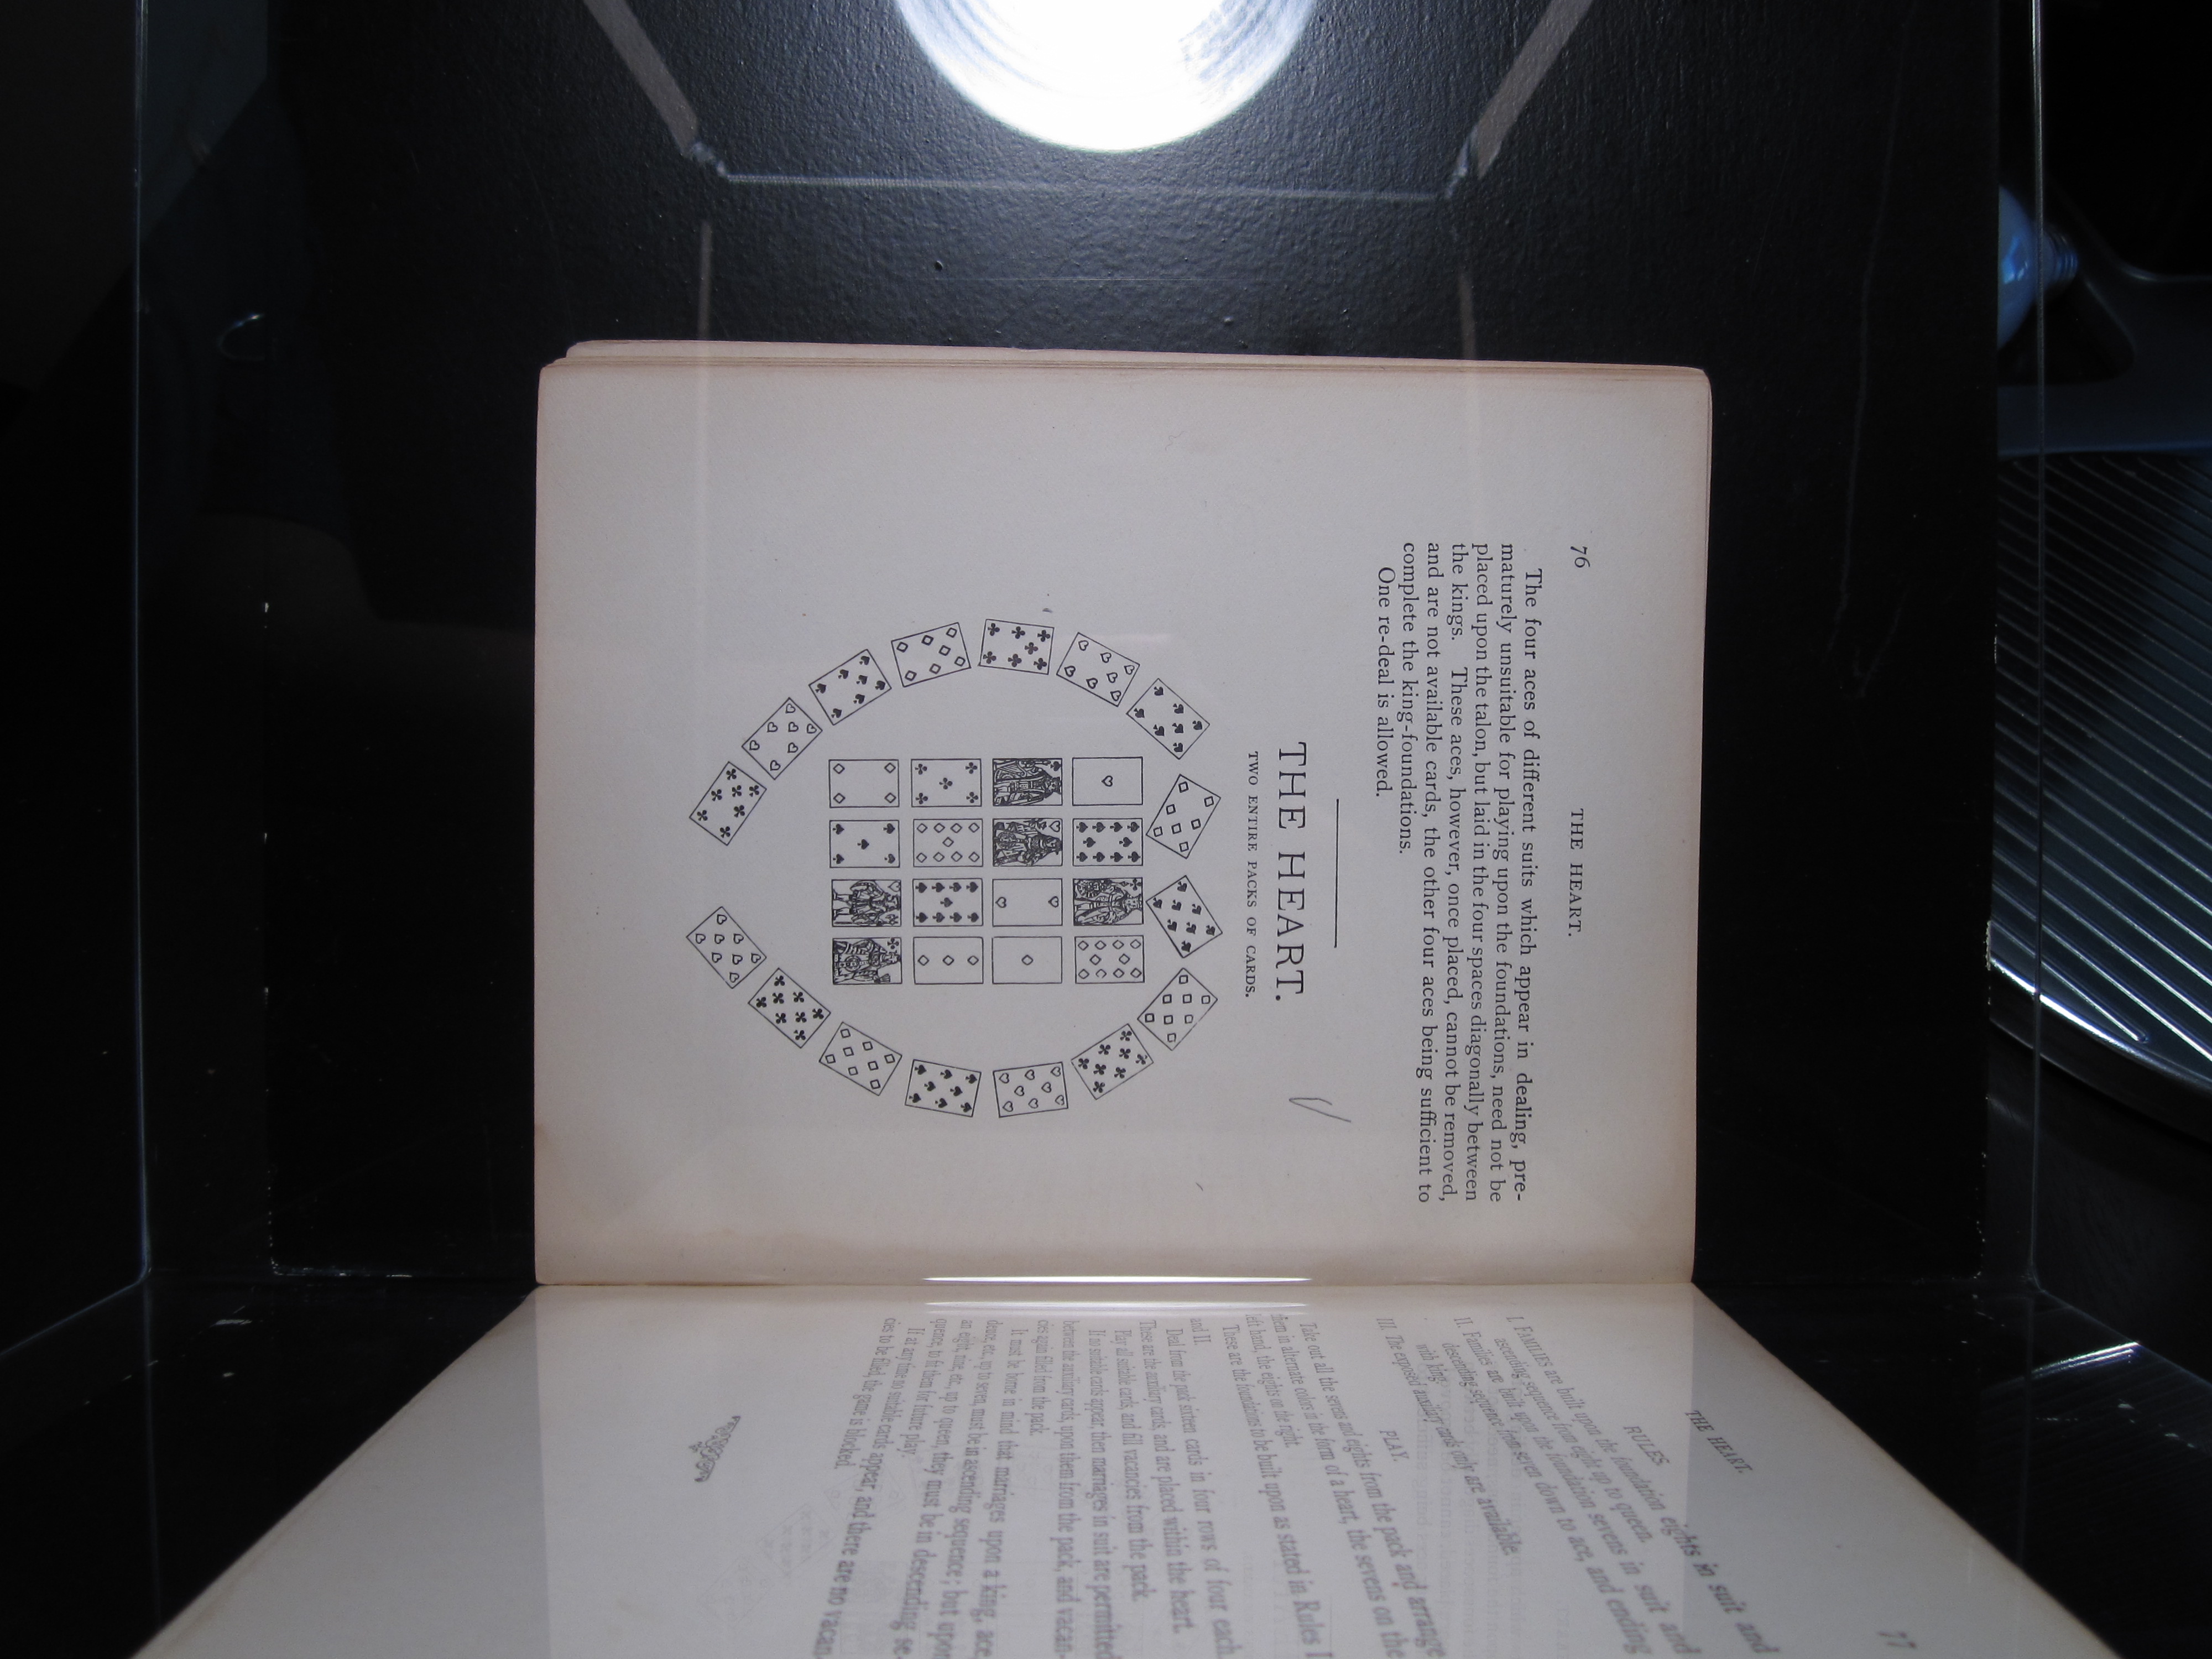 76
THE HEART.
The four aces of different suits which appear in dealing, pre-
maturely unsuitable for playing upon the foundations, need not be
placed upon the talon, but laid in the four spaces diagonally between
the kings. These aces, however, once placed, cannot be removed,
and are not available cards, the other four aces being sufficient to
complete the king-foundations.
One re-deal is allowed.
THE HEART.
TWO ENTIRE PACKS OF CARDS.
THE HEART.
77
RULES
I. FAMILIES are built upon the foundation eights in suit and
ascending sequence from eight up to queen.
II. Families are built upon the foundation sevens in suit and
descending sequence from seven down to ace, and ending
with king.
III. The exposed auxiliary cards only are available.
PLAY.
Take out all the sevens and eights from the pack and arrange
them in alternate colors in the form of a heart, the sevens on the
left hand, the eights on the right.
These are the foundations to be built upon as stated in Rules I
and II.
Deal from the pack sixteen cards in four rows of four each.
These are the auxiliary cards, and are placed within the heart.
Play all suitable cards, and fill vacancies from the pack.
If no suitable cards appear, then marriages in suit are permitted
between the auxiliary cards, upon them from the pack, and vacan-
cies again filled from the pack.
It must be borne in mind that marriages upon a king, ace,
deuce, etc., up to seven, must be in ascending sequence; but upon
an eight, nine, etc., up to queen, they must be in descending se-
quence, to fit them for future play.
If at any time no suitable cards appear, and there are no vacan-
cies to be filled, the game is blocked.